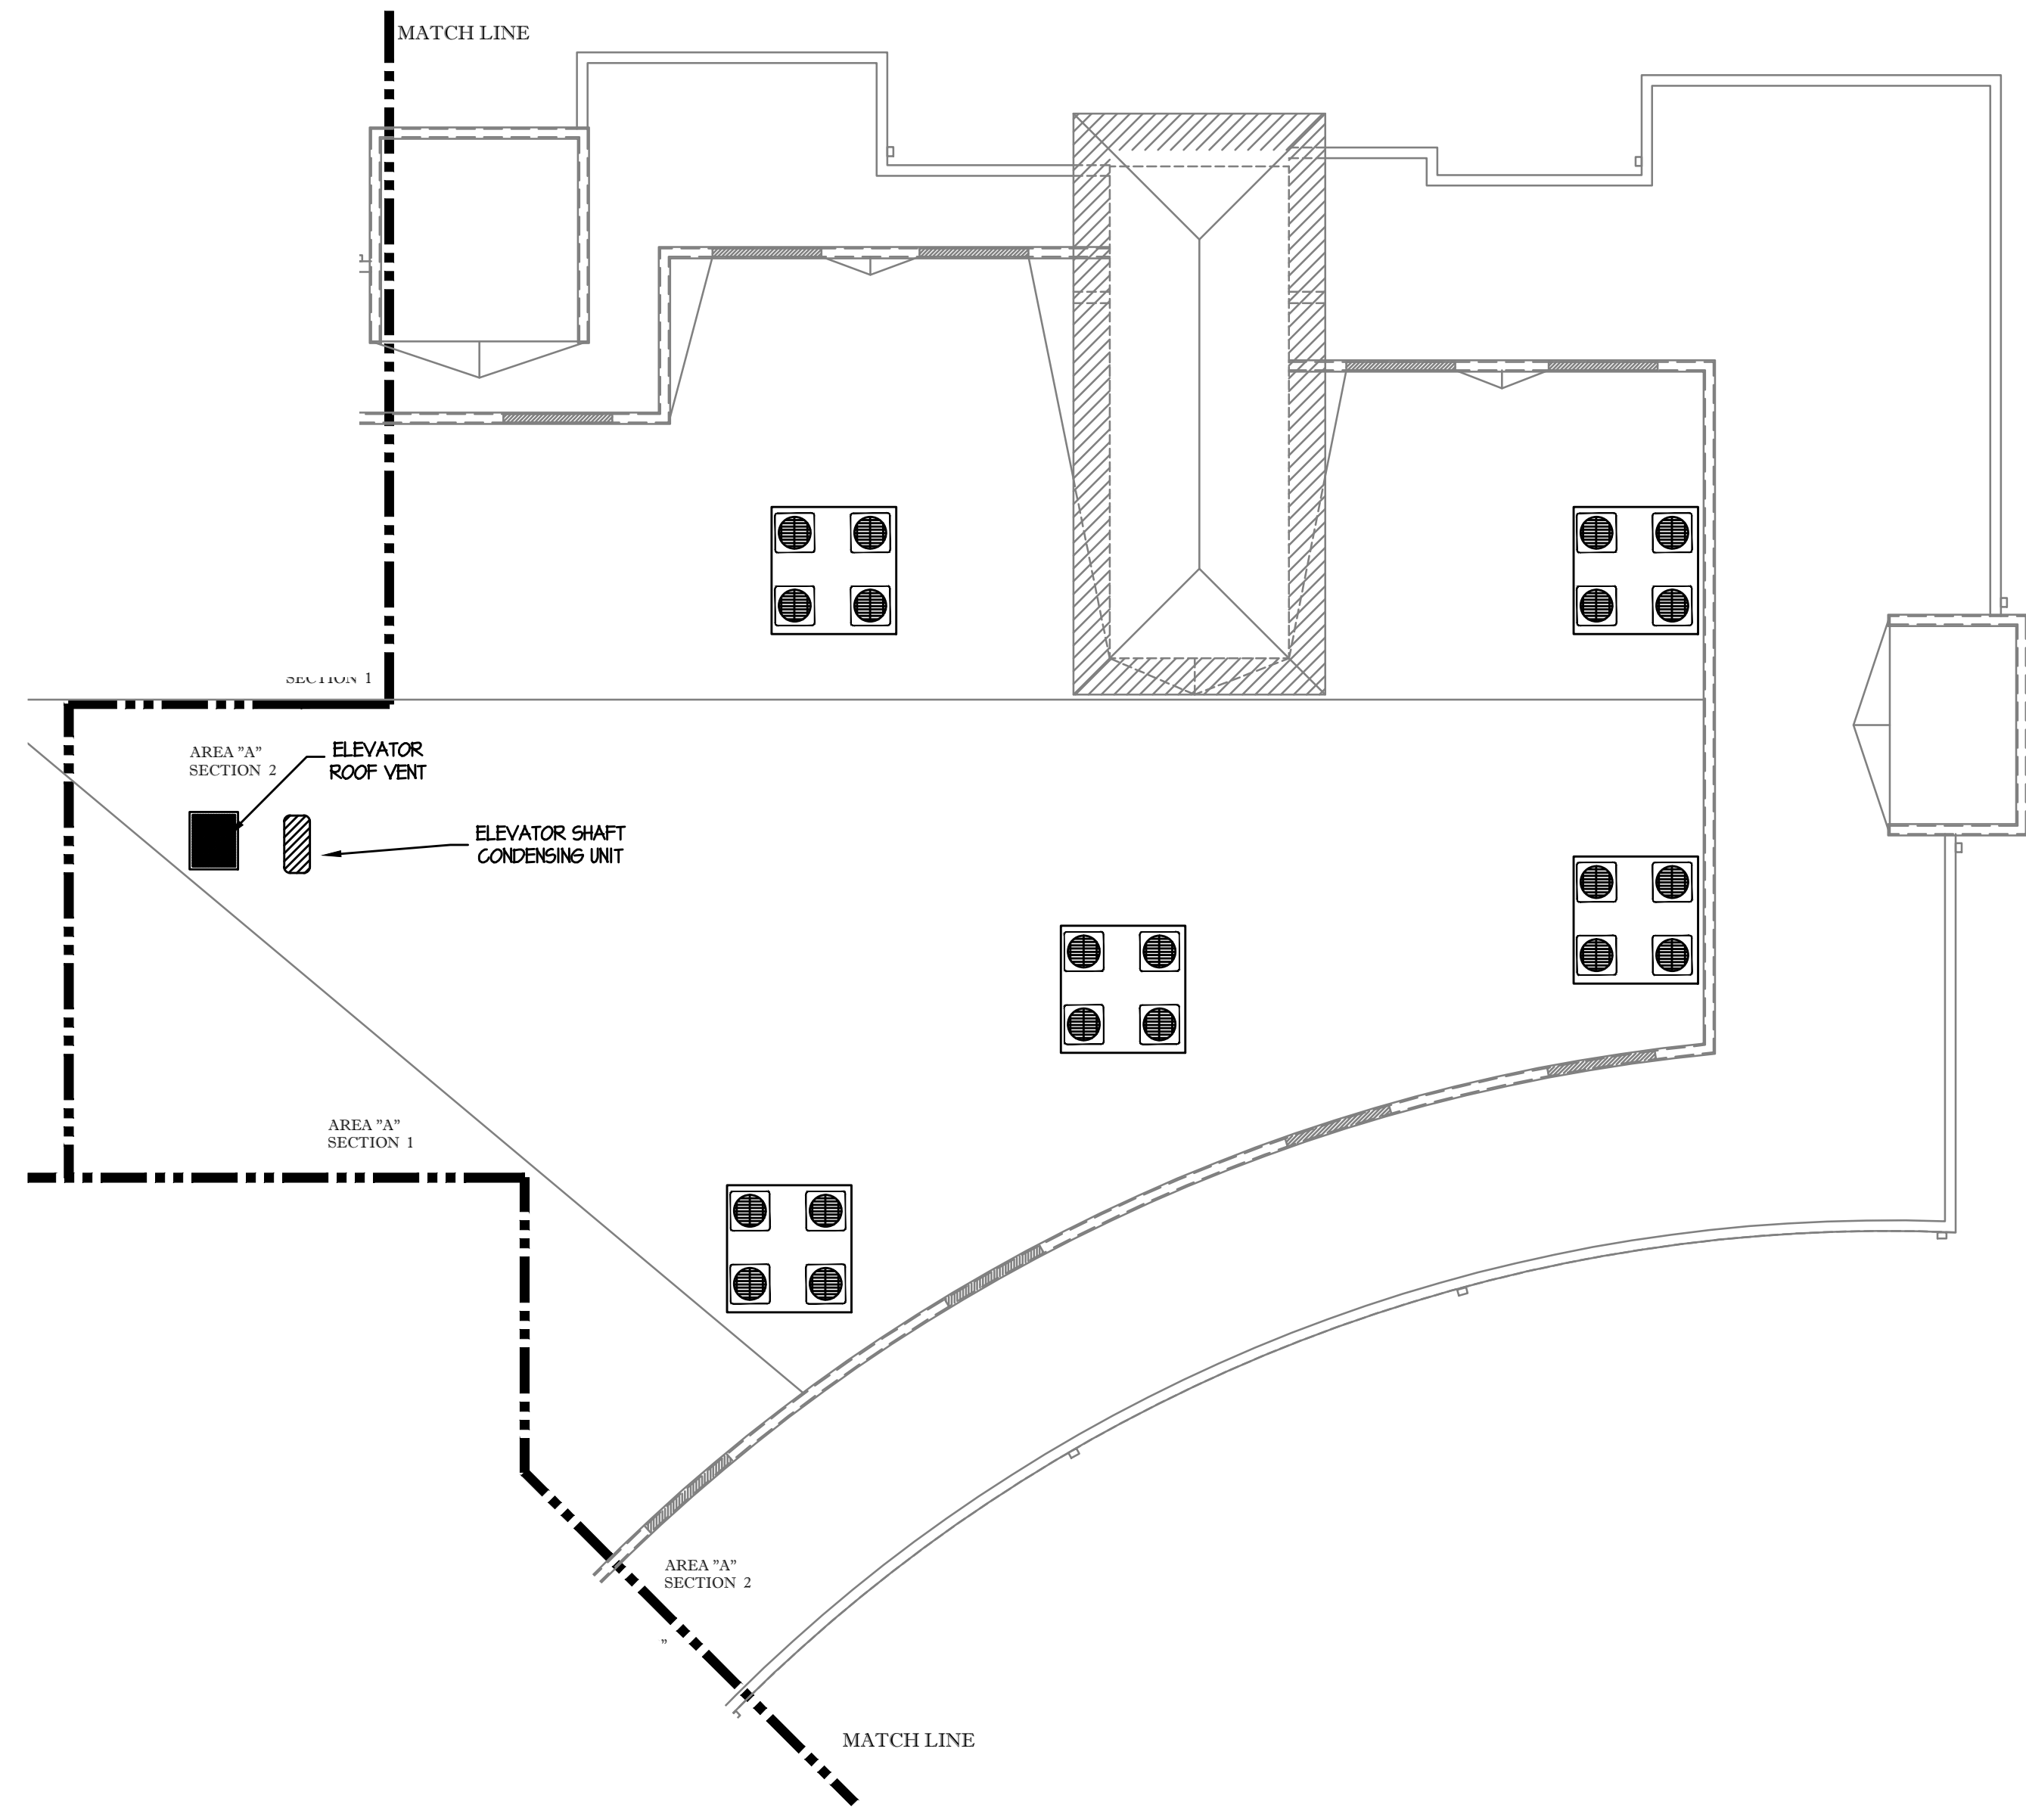 MATCH LINE
SECTION 1
AREA "A"
SECTION 2
ELEVATOR
ROOF VENT
ELEVATOR SHAFT
CONDENSING UNIT
AREA "A"
SECTION 1
AREA "A"
SECTION 2
"
MATCH LINE